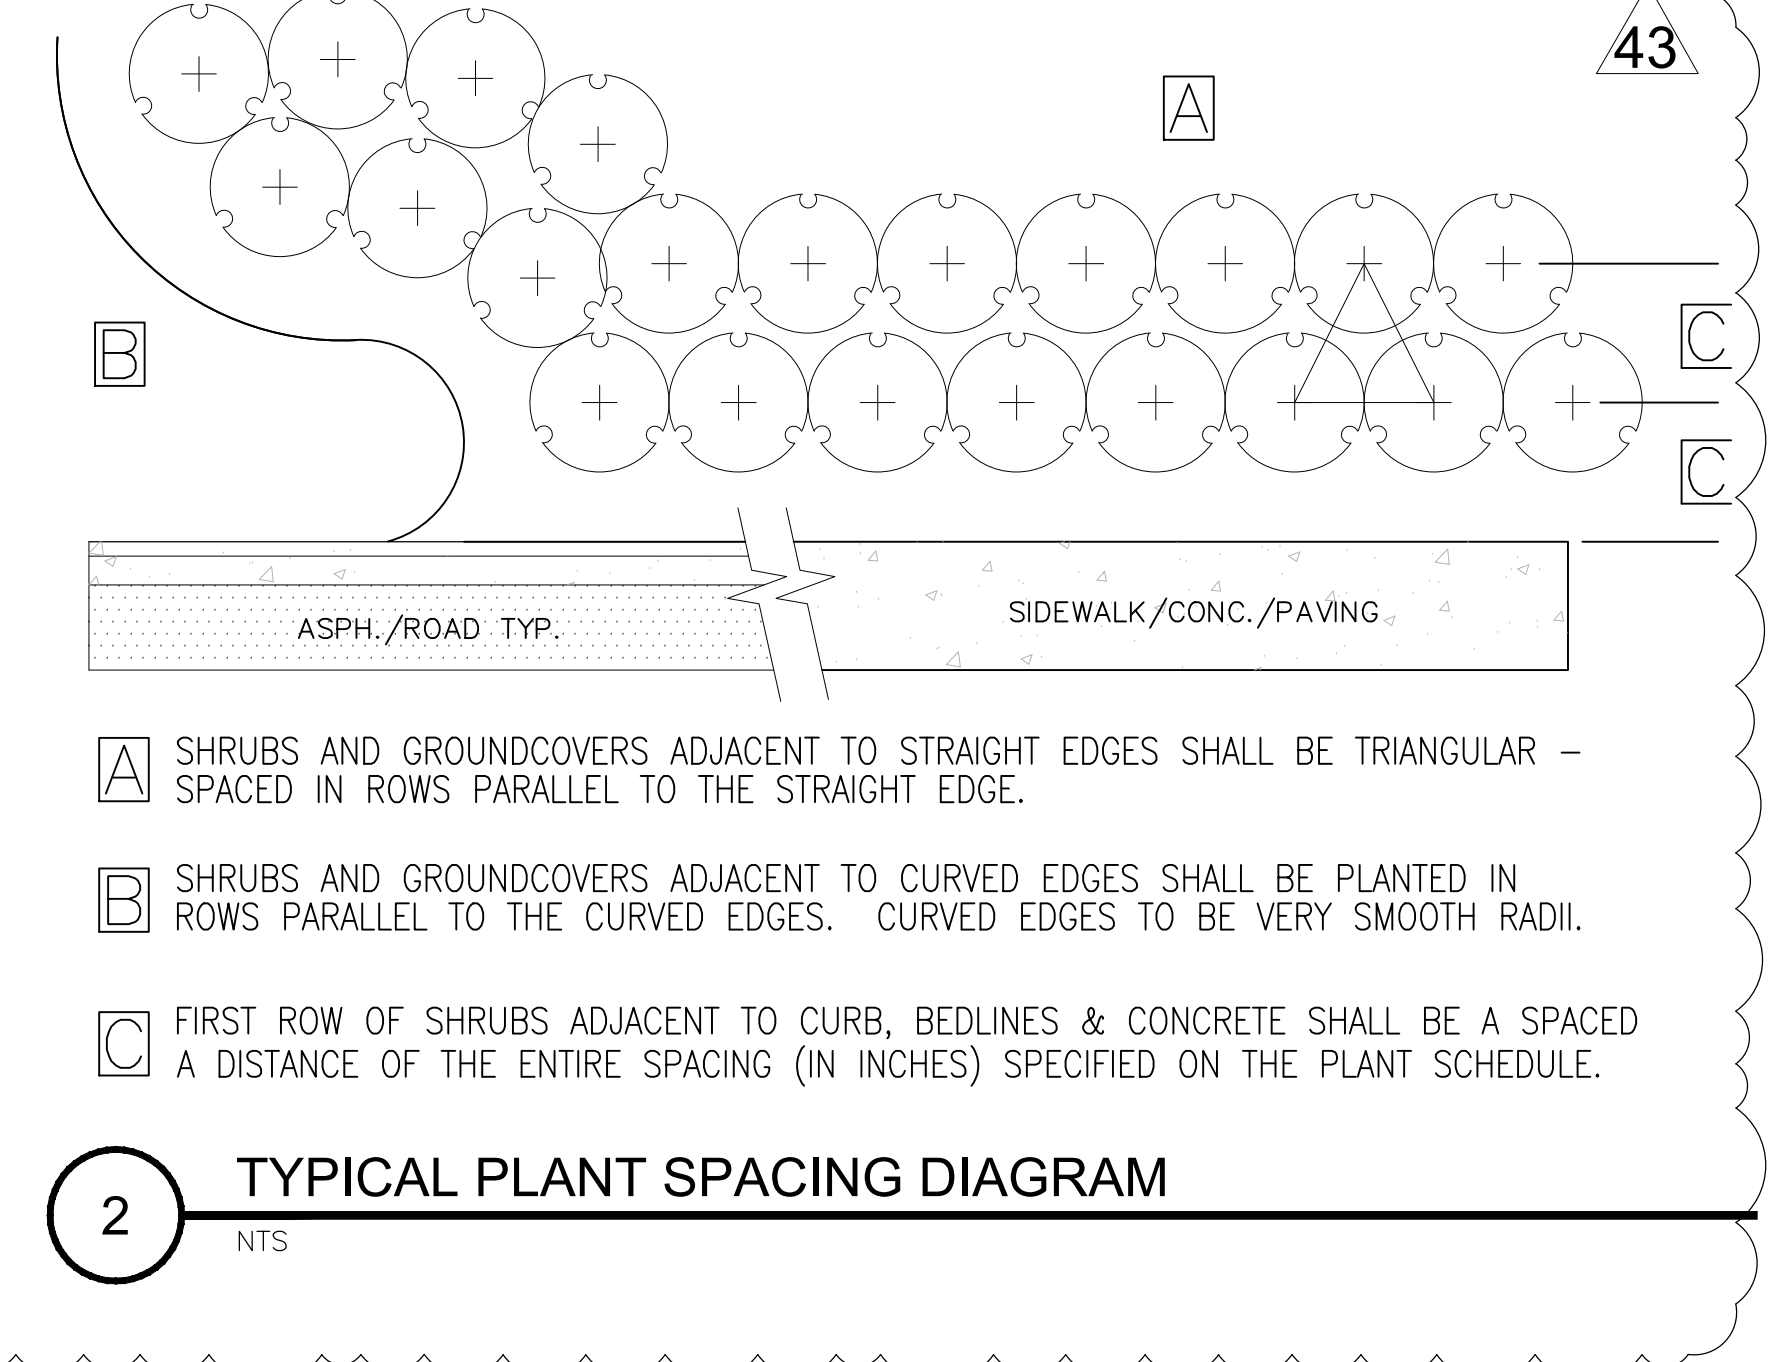 43
A
B
C
C
ASPH./ROAD TYP.
SIDEWALK/CONC./PAVING
A SHRUBS AND GROUNDCOVERS ADJACENT TO STRAIGHT EDGES SHALL BE TRIANGULAR –
SPACED IN ROWS PARALLEL TO THE STRAIGHT EDGE.
B SHRUBS AND GROUNDCOVERS ADJACENT TO CURVED EDGES SHALL BE PLANTED IN
ROWS PARALLEL TO THE CURVED EDGES. CURVED EDGES TO BE VERY SMOOTH RADII.
C FIRST ROW OF SHRUBS ADJACENT TO CURB, BEDLINES & CONCRETE SHALL BE A SPACED
A DISTANCE OF THE ENTIRE SPACING (IN INCHES) SPECIFIED ON THE PLANT SCHEDULE.
2 TYPICAL PLANT SPACING DIAGRAM
NTS